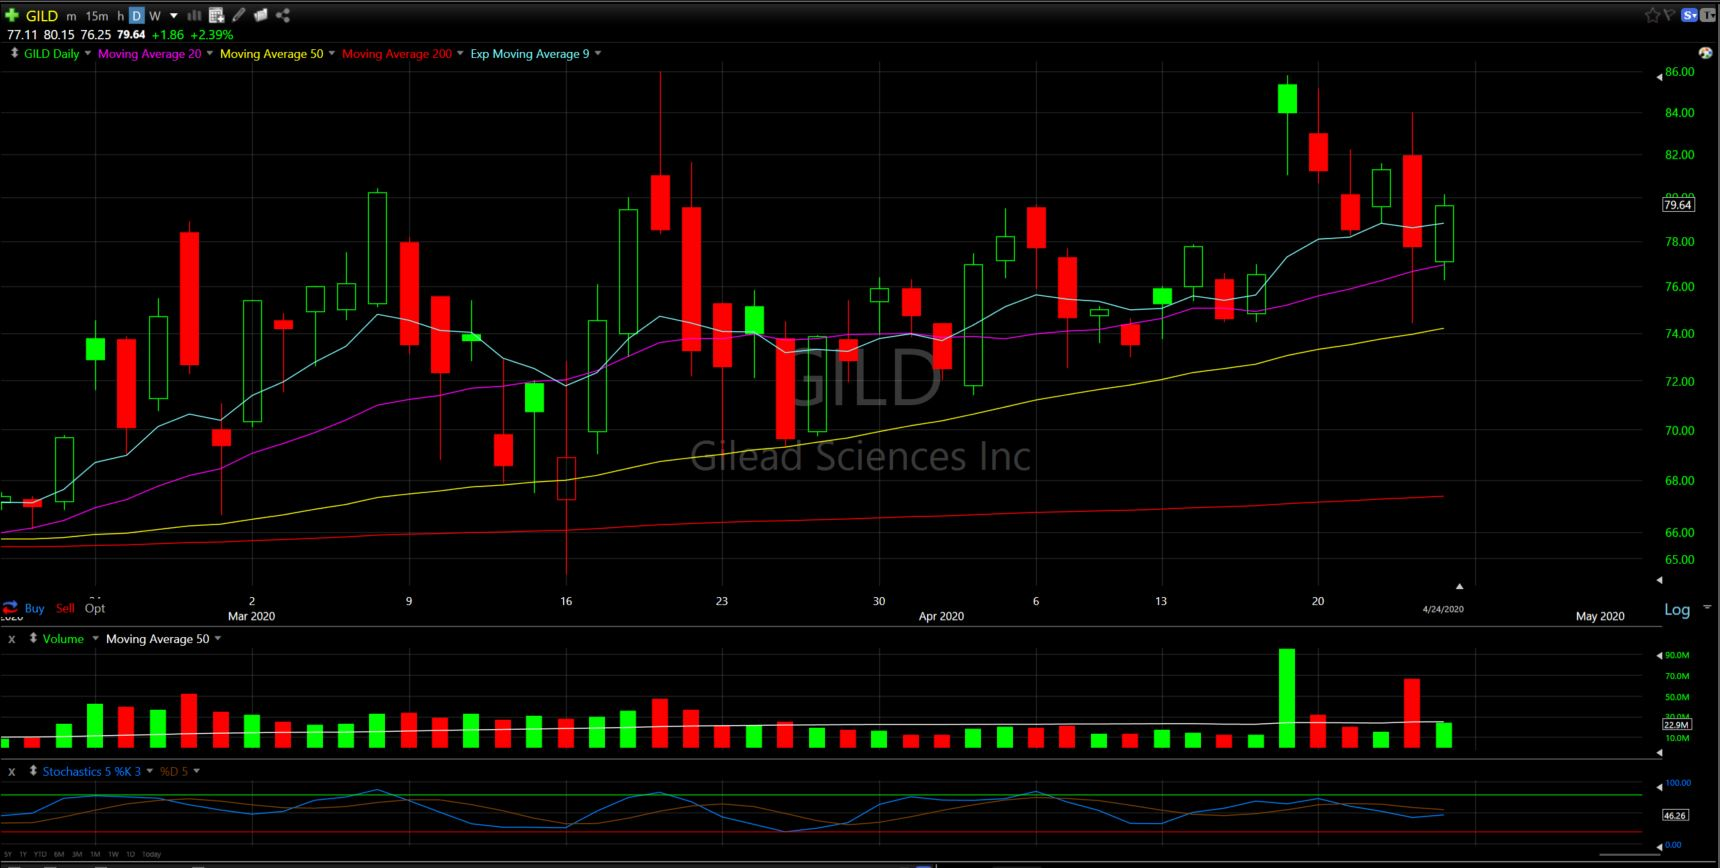 GILD m 15m h D W
77.11 80.15 76.25 79.64 +1.86 +2.39%
GILD Daily Moving Average 20 Moving Average 50 Moving Average 200 Exp Moving Average 9
86.00
84.00
82.00
80.00
79.64
78.00
76.00
74.00
72.00
70.00
68.00
66.00
65.00
GILD
Gilead Sciences Inc
2 9 16 23 30 6 13 20
Buy Sell Opt
4/24/2020
Log
2020 Mar 2020 Apr 2020 May 2020
x Volume Moving Average 50
90.0M
70.0M
50.0M
30.0M
22.9M
10.0M
x Stochastics 5 %K 3 %D 5
100.00
46.26
0.00
5Y 1Y YTD 6M 3M 1M 1W 1D Today